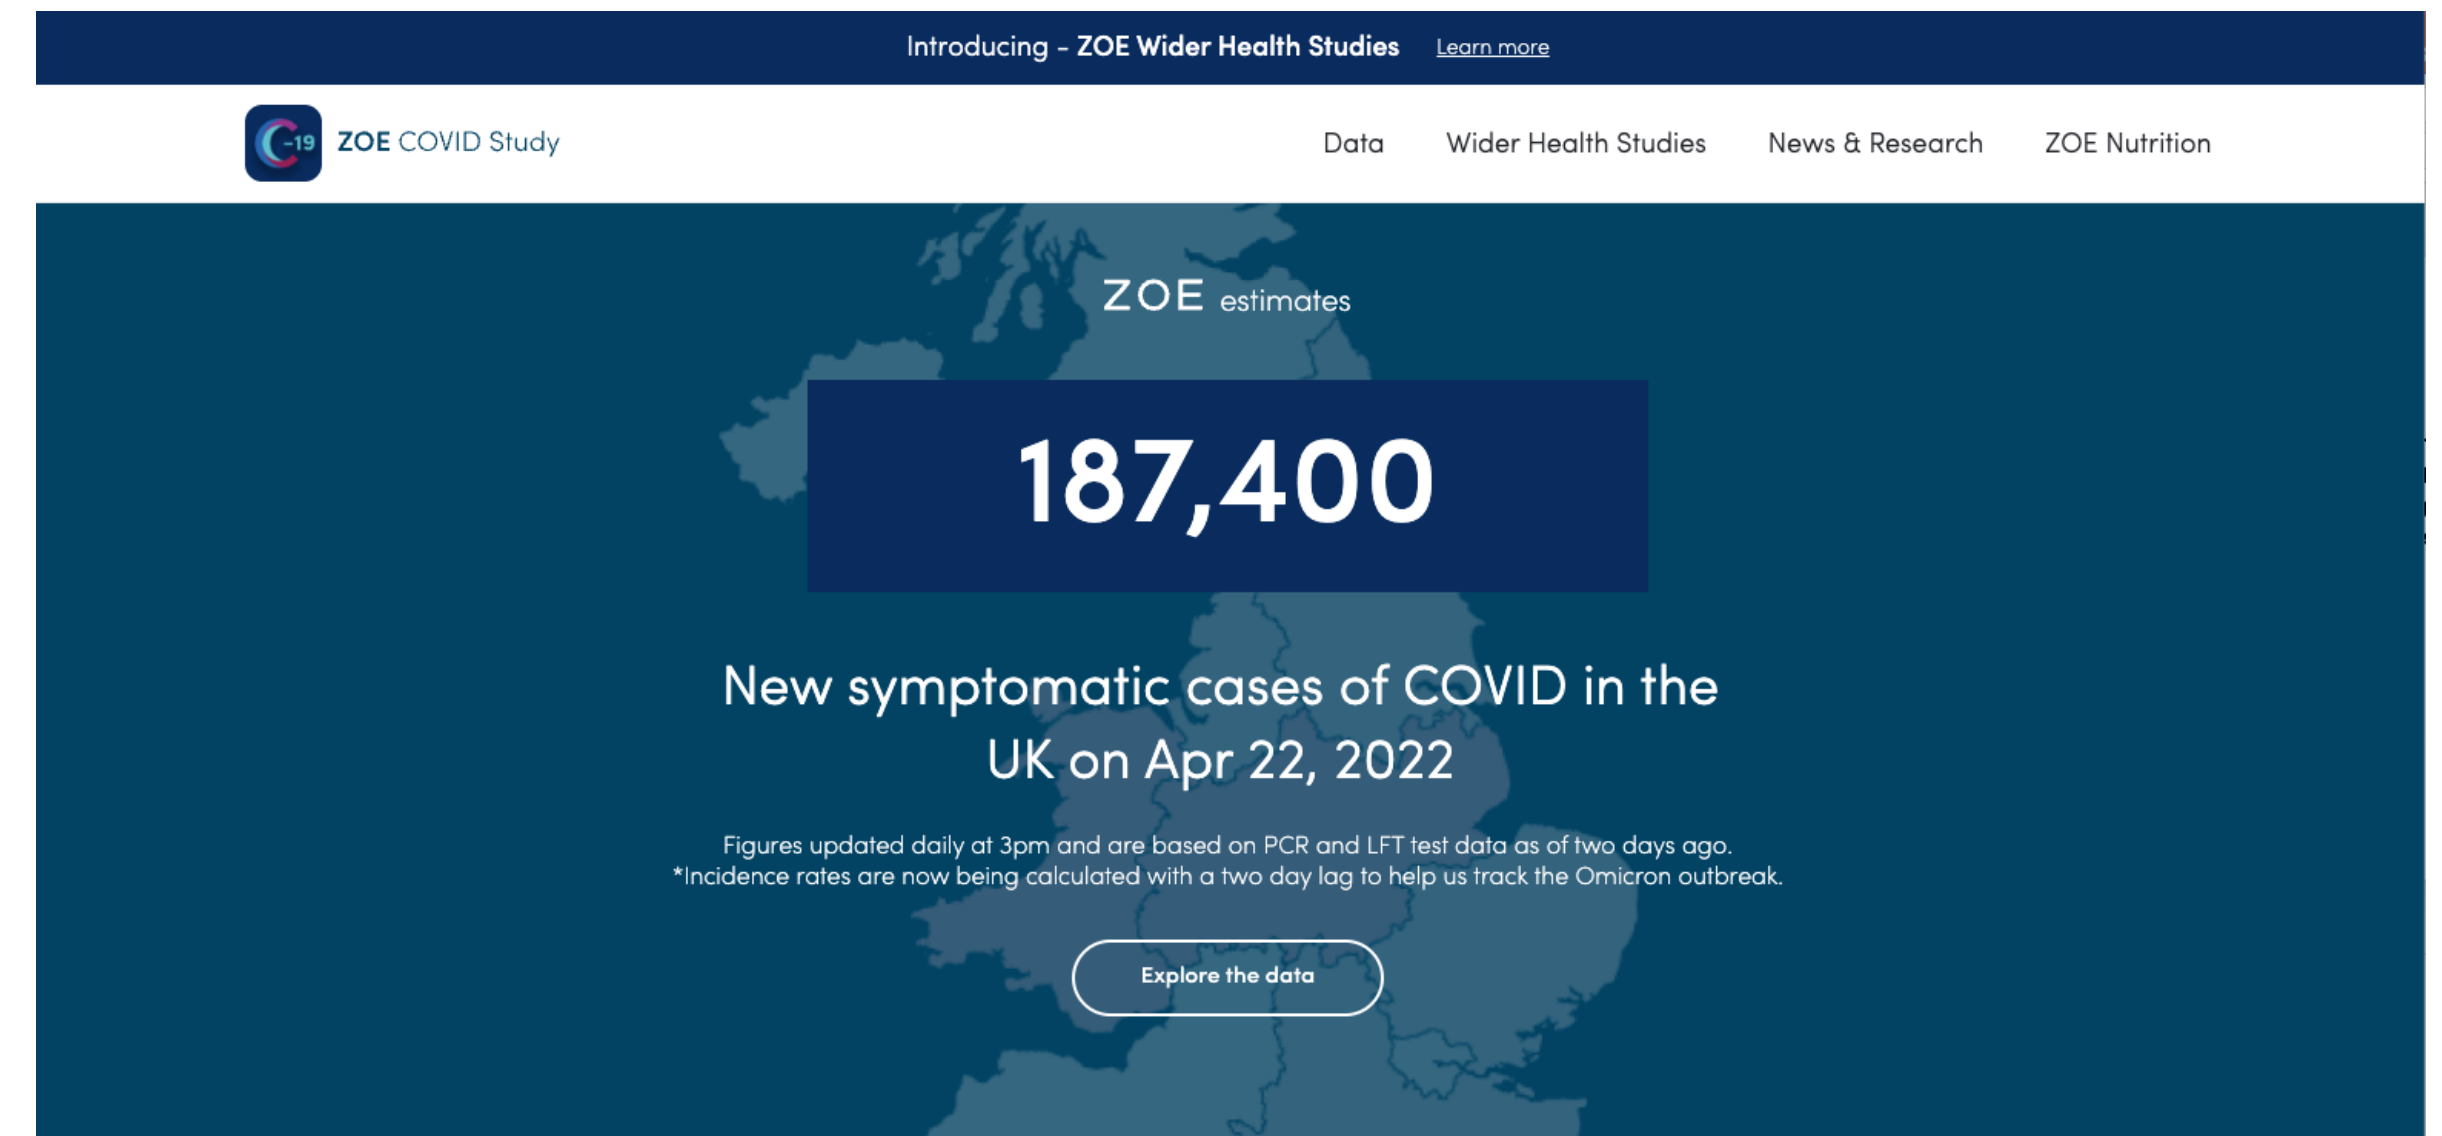 Introducing - ZOE Wider Health Studies Learn more
C-19 ZOE COVID Study Data Wider Health Studies News & Research ZOE Nutrition
ZOE estimates
187,400
New symptomatic cases of COVID in the
UK on Apr 22, 2022
Figures updated daily at 3pm and are based on PCR and LFT test data as of two days ago.
*Incidence rates are now being calculated with a two day lag to help us track the Omicron outbreak.
Explore the data